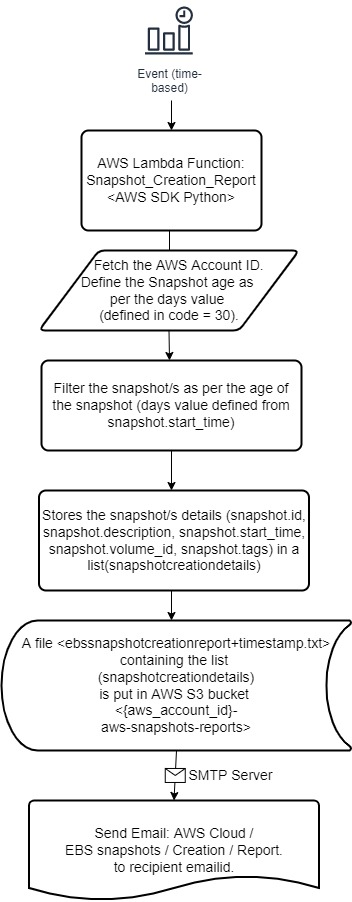 Event (time-
based)
AWS Lambda Function:
Snapshot_Creation_Report
<AWS SDK Python>
Fetch the AWS Account ID.
Define the Snapshot age as
per the days value
(defined in code = 30).
Filter the snapshot/s as per the age of
the snapshot (days value defined from
snapshot.start_time)
Stores the snapshot/s details (snapshot.id,
snapshot.description, snapshot.start_time,
snapshot.volume_id, snapshot.tags) in a
list(snapshotcreationdetails)
A file <ebssnapshotcreationreport+timestamp.txt>
containing the list
(snapshotcreationdetails)
is put in AWS S3 bucket
<{aws_account_id}-
aws-snapshots-reports>
SMTP Server
Send Email: AWS Cloud /
EBS snapshots / Creation / Report.
to recipient emailid.